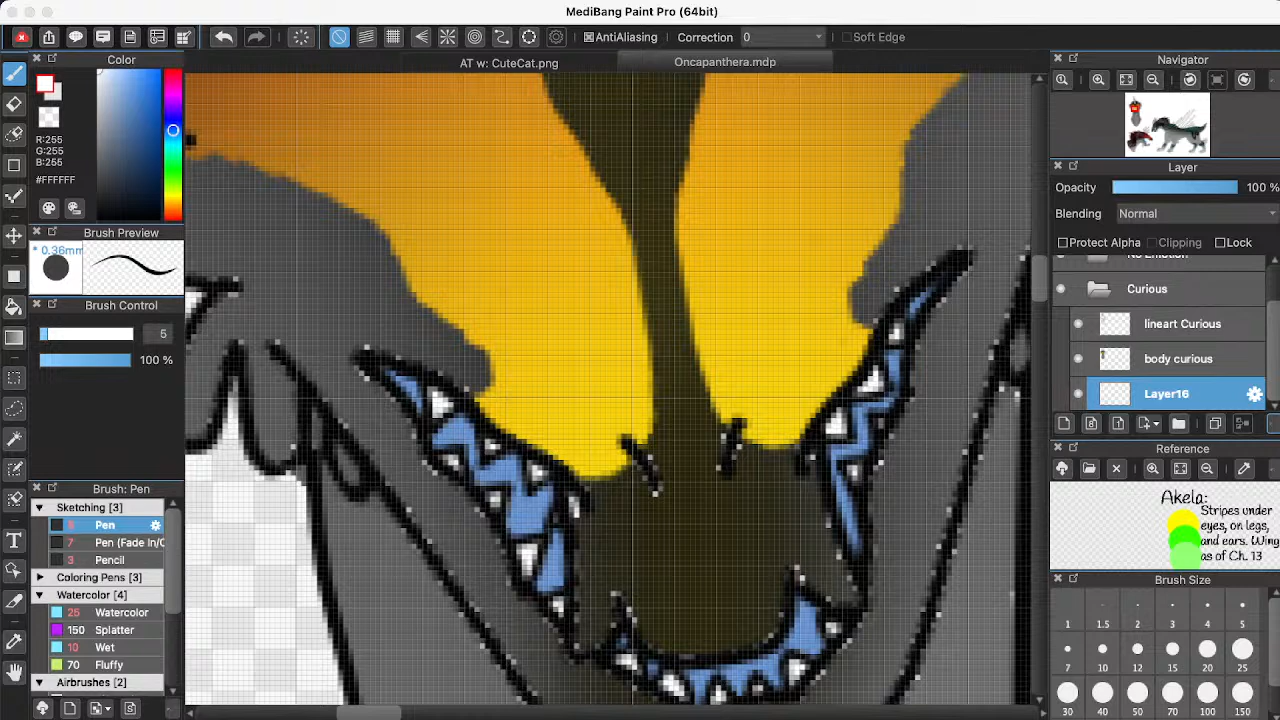 MediBang Paint Pro (64bit)
AntiAliasing Correction 0 Soft Edge
AT w: CuteCat.png
Oncapanthera.mdp
Color
R:255
G:255
B:255
#FFFFFF
Brush Preview
* 0.36mm
Brush Control
5
100 %
Brush: Pen
Sketching [3]
8 Pen
7 Pen (Fade In/O
3 Pencil
Coloring Pens [3]
Watercolor [4]
25 Watercolor
150 Splatter
10 Wet
70 Fluffy
Airbrushes [2]
Navigator
Layer
Opacity 100 %
Blending Normal
Protect Alpha Clipping Lock
Curious
lineart Curious
body curious
Layer16
Reference
Akela:
Stripes under
eyes, on legs,
and ears. Wing
as of Ch. 13
Brush Size
1 2 3 4 5
7 10 12 15 20 25
30 50 70 100 150